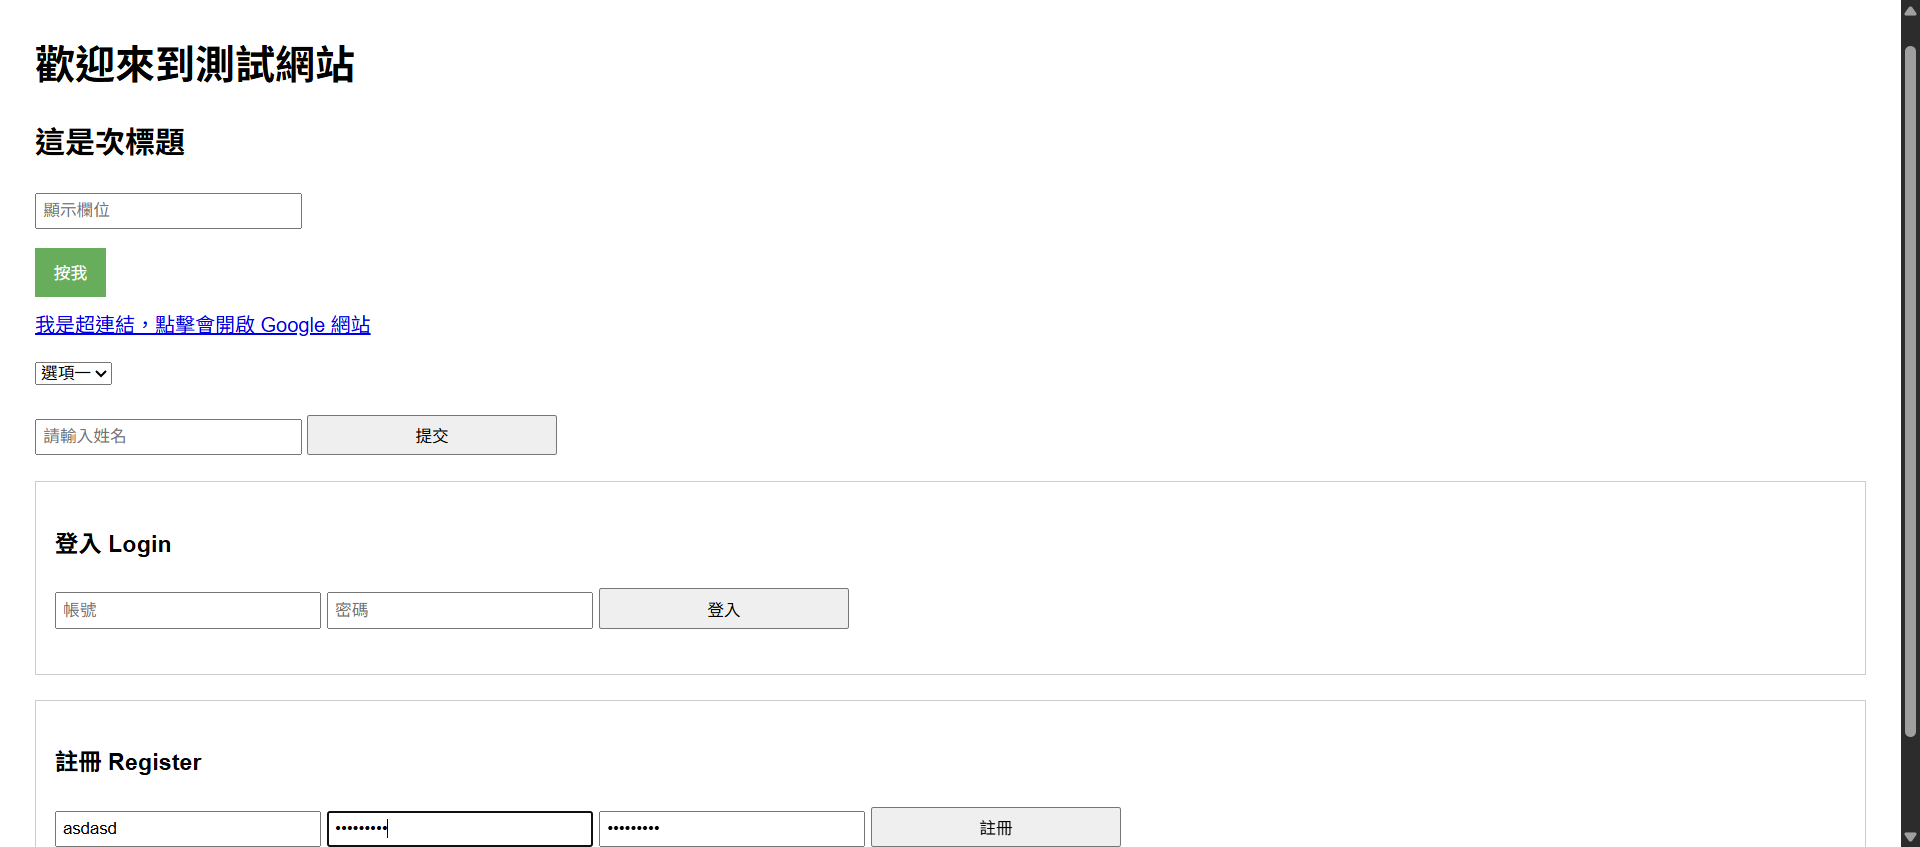 歡迎來到測試網站
這是次標題
顯示欄位
按我
我是超連結，點擊會開啟 Google 網站
選項一
請輸入姓名 提交
登入 Login
帳號 密碼 登入
註冊 Register
asdasd ••••••••• ••••••••• 註冊